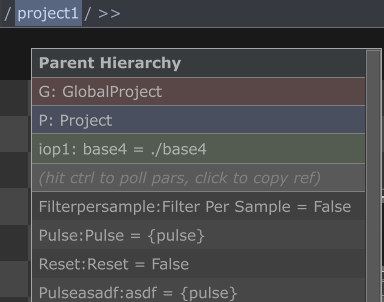 / project1 / >>
Parent Hierarchy
G: GlobalProject
P: Project
iop1: base4 = ./base4
(hit ctrl to poll pars, click to copy ref)
Filterpersample:Filter Per Sample = False
Pulse:Pulse = {pulse}
Reset:Reset = False
Pulseasadf:asdf = {pulse}